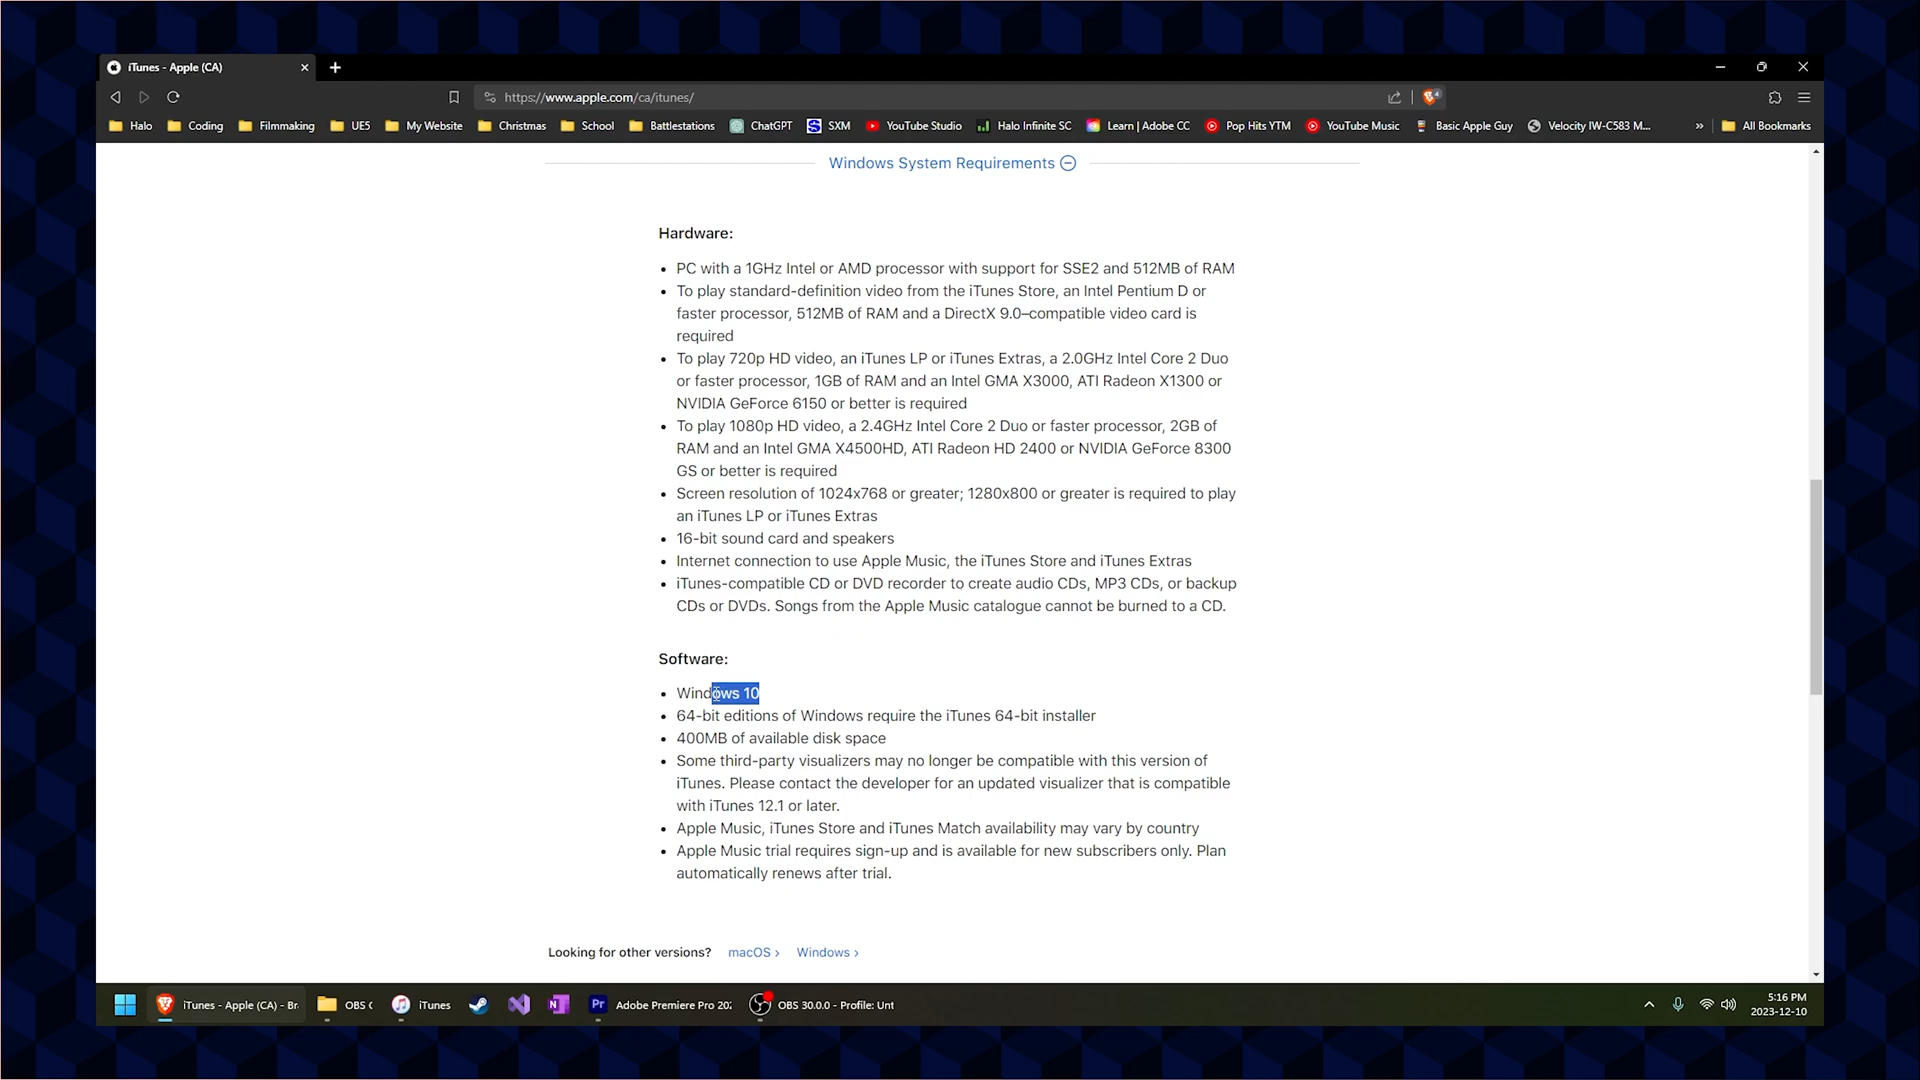 iTunes - Apple (CA)
https://www.apple.com/ca/itunes/
4
Halo Coding Filmmaking UE5 My Website Christmas School Battlestations ChatGPT SXM YouTube Studio Halo Infinite SC Learn | Adobe CC Pop Hits YTM YouTube Music Basic Apple Guy Velocity IW-C583 M... » All Bookmarks
Windows System Requirements
Hardware:
• PC with a 1GHz Intel or AMD processor with support for SSE2 and 512MB of RAM
• To play standard-definition video from the iTunes Store, an Intel Pentium D or
faster processor, 512MB of RAM and a DirectX 9.0–compatible video card is
required
• To play 720p HD video, an iTunes LP or iTunes Extras, a 2.0GHz Intel Core 2 Duo
or faster processor, 1GB of RAM and an Intel GMA X3000, ATI Radeon X1300 or
NVIDIA GeForce 6150 or better is required
• To play 1080p HD video, a 2.4GHz Intel Core 2 Duo or faster processor, 2GB of
RAM and an Intel GMA X4500HD, ATI Radeon HD 2400 or NVIDIA GeForce 8300
GS or better is required
• Screen resolution of 1024x768 or greater; 1280x800 or greater is required to play
an iTunes LP or iTunes Extras
• 16-bit sound card and speakers
• Internet connection to use Apple Music, the iTunes Store and iTunes Extras
• iTunes-compatible CD or DVD recorder to create audio CDs, MP3 CDs, or backup
CDs or DVDs. Songs from the Apple Music catalogue cannot be burned to a CD.
Software:
• Windows 10
• 64-bit editions of Windows require the iTunes 64-bit installer
• 400MB of available disk space
• Some third-party visualizers may no longer be compatible with this version of
iTunes. Please contact the developer for an updated visualizer that is compatible
with iTunes 12.1 or later.
• Apple Music, iTunes Store and iTunes Match availability may vary by country
• Apple Music trial requires sign-up and is available for new subscribers only. Plan
automatically renews after trial.
Looking for other versions? macOS › Windows ›
iTunes - Apple (CA) - Br OBS ( iTunes Pr Adobe Premiere Pro 202 OBS 30.0.0 - Profile: Unt
5:16 PM
2023-12-10